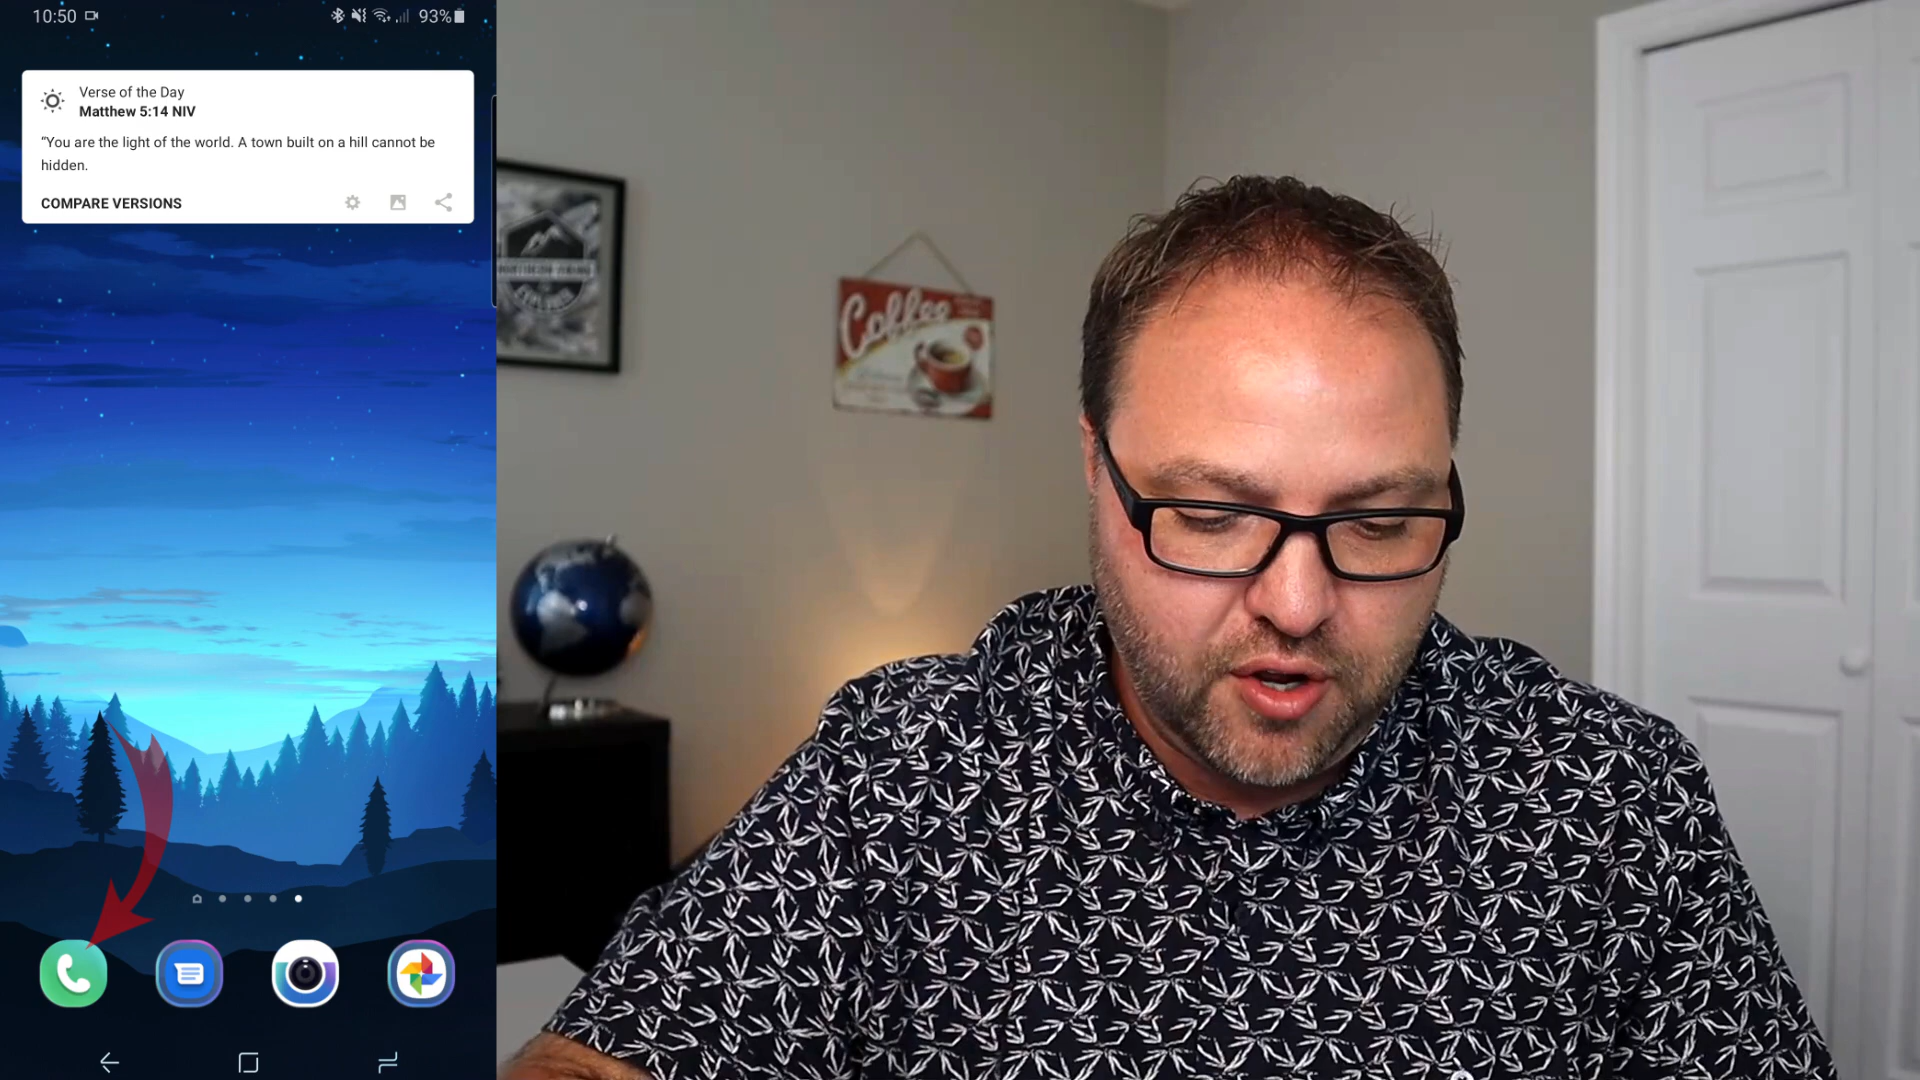 10:50
93%
Verse of the Day
Matthew 5:14 NIV
“You are the light of the world. A town built on a hill cannot be
hidden.
COMPARE VERSIONS
EXPLORER
Coffee